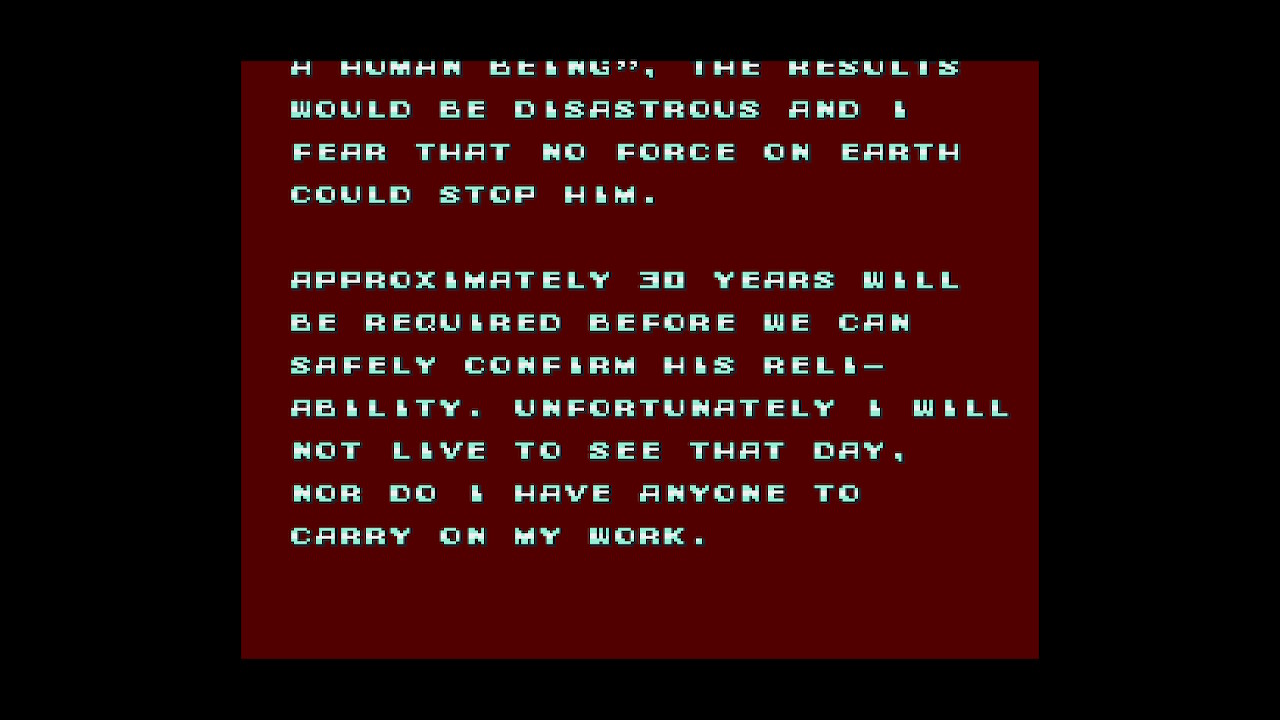 A HUMAN BEING”, THE RESULTS
WOULD BE DISASTROUS AND I
FEAR THAT NO FORCE ON EARTH
COULD STOP HIM.
APPROXIMATELY 30 YEARS WILL
BE REQUIRED BEFORE WE CAN
SAFELY CONFIRM HIS RELI-
ABILITY. UNFORTUNATELY I WILL
NOT LIVE TO SEE THAT DAY,
NOR DO I HAVE ANYONE TO
CARRY ON MY WORK.